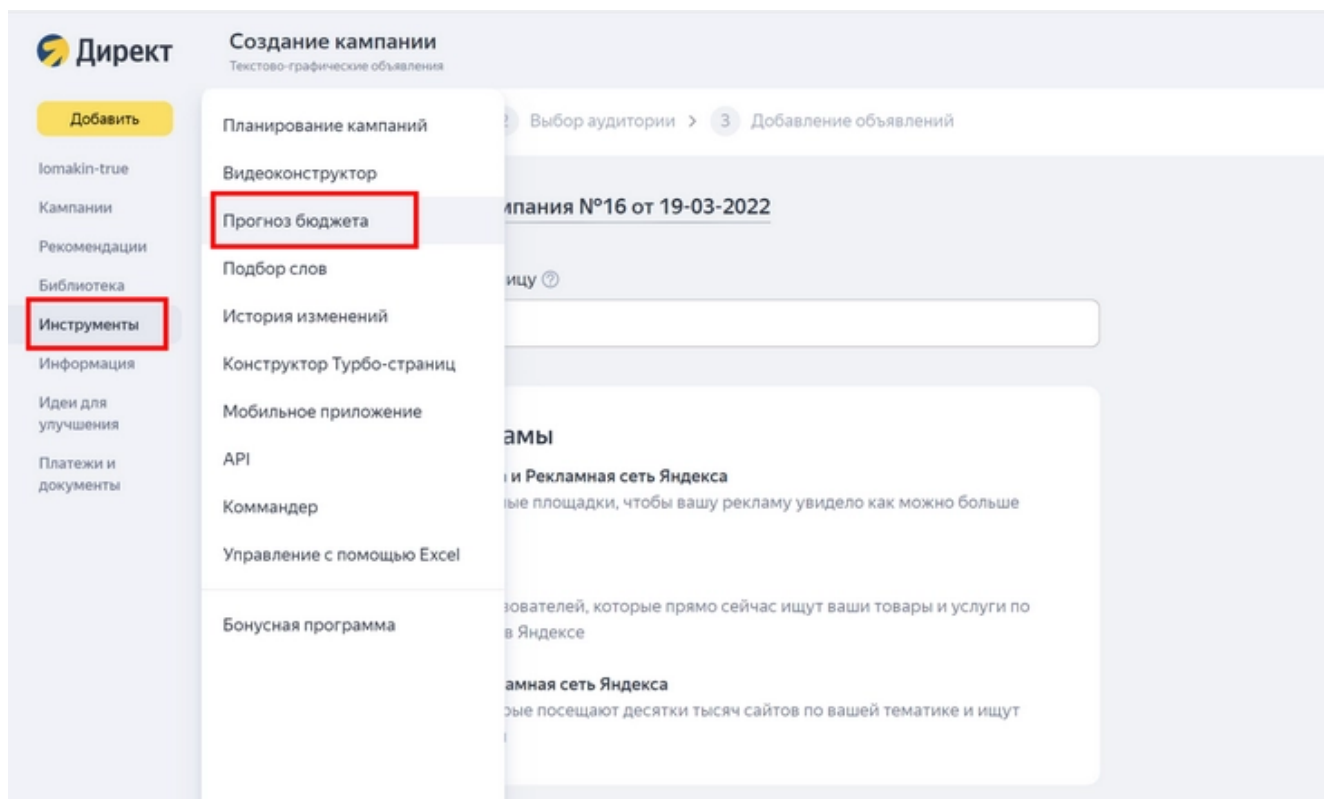 Директ
Создание кампании
Текстово-графические объявления
Добавить
lomakin-true
Кампании
Рекомендации
Библиотека
Инструменты
Информация
Идеи для
улучшения
Платежи и
документы
Планирование кампаний
Видеоконструктор
Прогноз бюджета
Подбор слов
История изменений
Конструктор Турбо-страниц
Мобильное приложение
API
Коммандер
Управление с помощью Excel
Бонусная программа
2 Выбор аудитории > 3 Добавление объявлений
мпания №16 от 19-03-2022
ицу ?
амы
и Рекламная сеть Яндекса
ые площадки, чтобы вашу рекламу увидело как можно больше
зователей, которые прямо сейчас ищут ваши товары и услуги по
в Яндексе
амная сеть Яндекса
рые посещают десятки тысяч сайтов по вашей тематике и ищут